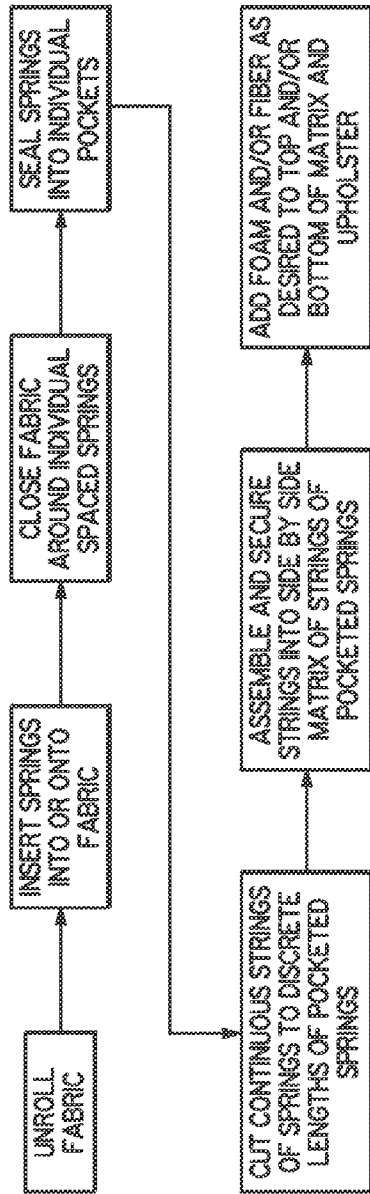 UNROLL
FABRIC
INSERT SPRINGS
INTO OR ONTO
FABRIC
CLOSE FABRIC
AROUND INDIVIDUAL
SPACED SPRINGS
SEAL SPRINGS
INTO INDIVIDUAL
POCKETS
CUT CONTINUOUS STRINGS
OF SPRINGS TO DISCRETE
LENGTHS OF POCKETED
SPRINGS
ASSEMBLE AND SECURE
STRINGS INTO SIDE BY SIDE
MATRIX OF STRINGS OF
POCKETED SPRINGS
ADD FOAM AND/OR FIBER AS
DESIRED TO TOP AND/OR
BOTTOM OF MATRIX AND
UPHOLSTER